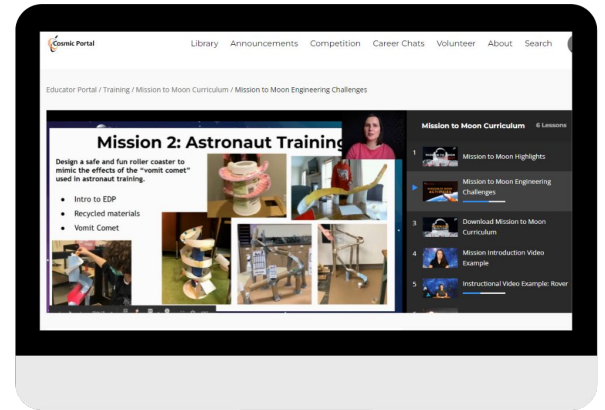 Cosmic Portal
Library Announcements Competition Career Chats Volunteer About Search
Educator Portal / Training / Mission to Moon Curriculum / Mission to Moon Engineering Challenges
Mission 2: Astronaut Training
Design a safe and fun roller coaster to
mimic the effects of the “vomit comet”
used in astronaut training.
● Intro to EDP
● Recycled materials
● Vomit Comet
Mission to Moon Curriculum 6 Lessons
1 Mission to Moon Highlights
Mission to Moon Engineering
Challenges
3 Download Mission to Moon
Curriculum
4 Mission Introduction Video
Example
5 Instructional Video Example: Rover